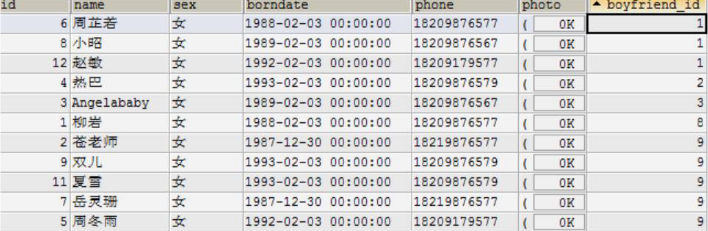 id name sex borndate phone photo boyfriend_id
6 周芷若 女 1988-02-03 00:00:00 18209876577 ( 0K 1
8 小昭 女 1989-02-03 00:00:00 18209876567 ( 0K 1
12 赵敏 女 1992-02-03 00:00:00 18209179577 ( 0K 1
4 热巴 女 1993-02-03 00:00:00 18209876579 ( 0K 2
3 Angelababy 女 1989-02-03 00:00:00 18209876567 ( 0K 3
1 柳岩 女 1988-02-03 00:00:00 18209876577 ( 0K 8
2 苍老师 女 1987-12-30 00:00:00 18219876577 ( 0K 9
9 双儿 女 1993-02-03 00:00:00 18209876579 ( 0K 9
11 夏雪 女 1993-02-03 00:00:00 18209876579 ( 0K 9
7 岳灵珊 女 1987-12-30 00:00:00 18219876577 ( 0K 9
5 周冬雨 女 1992-02-03 00:00:00 18209179577 ( 0K 9